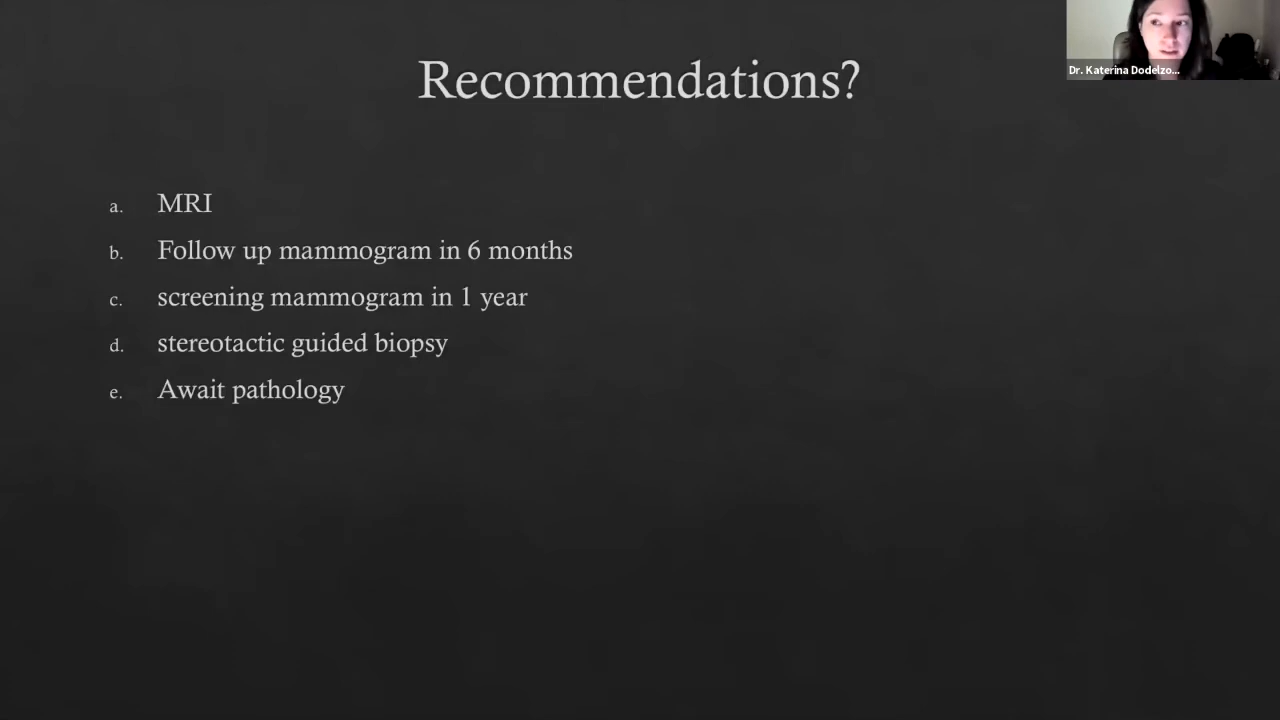 Dr. Katerina Dodelzo...
Recommendations?
a. MRI
b. Follow up mammogram in 6 months
c. screening mammogram in 1 year
d. stereotactic guided biopsy
e. Await pathology